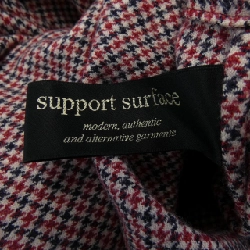 support surface
modern, authentic
and alternative garments